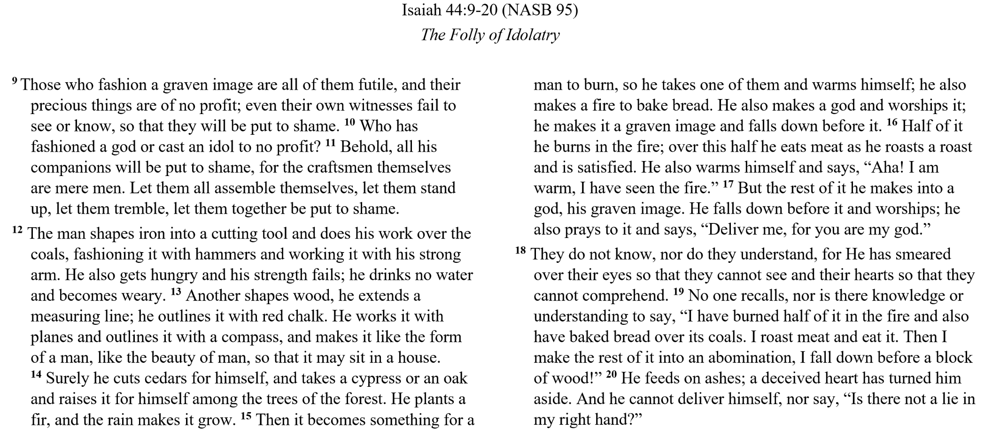 Isaiah 44:9-20 (NASB 95)
The Folly of Idolatry
9 Those who fashion a graven image are all of them futile, and their
precious things are of no profit; even their own witnesses fail to
see or know, so that they will be put to shame. 10 Who has
fashioned a god or cast an idol to no profit? 11 Behold, all his
companions will be put to shame, for the craftsmen themselves
are mere men. Let them all assemble themselves, let them stand
up, let them tremble, let them together be put to shame.
12 The man shapes iron into a cutting tool and does his work over the
coals, fashioning it with hammers and working it with his strong
arm. He also gets hungry and his strength fails; he drinks no water
and becomes weary. 13 Another shapes wood, he extends a
measuring line; he outlines it with red chalk. He works it with
planes and outlines it with a compass, and makes it like the form
of a man, like the beauty of man, so that it may sit in a house.
14 Surely he cuts cedars for himself, and takes a cypress or an oak
and raises it for himself among the trees of the forest. He plants a
fir, and the rain makes it grow. 15 Then it becomes something for a
man to burn, so he takes one of them and warms himself; he also
makes a fire to bake bread. He also makes a god and worships it;
he makes it a graven image and falls down before it. 16 Half of it
he burns in the fire; over this half he eats meat as he roasts a roast
and is satisfied. He also warms himself and says, “Aha! I am
warm, I have seen the fire.” 17 But the rest of it he makes into a
god, his graven image. He falls down before it and worships; he
also prays to it and says, “Deliver me, for you are my god.”
18 They do not know, nor do they understand, for He has smeared
over their eyes so that they cannot see and their hearts so that they
cannot comprehend. 19 No one recalls, nor is there knowledge or
understanding to say, “I have burned half of it in the fire and also
have baked bread over its coals. I roast meat and eat it. Then I
make the rest of it into an abomination, I fall down before a block
of wood!” 20 He feeds on ashes; a deceived heart has turned him
aside. And he cannot deliver himself, nor say, “Is there not a lie in
my right hand?”